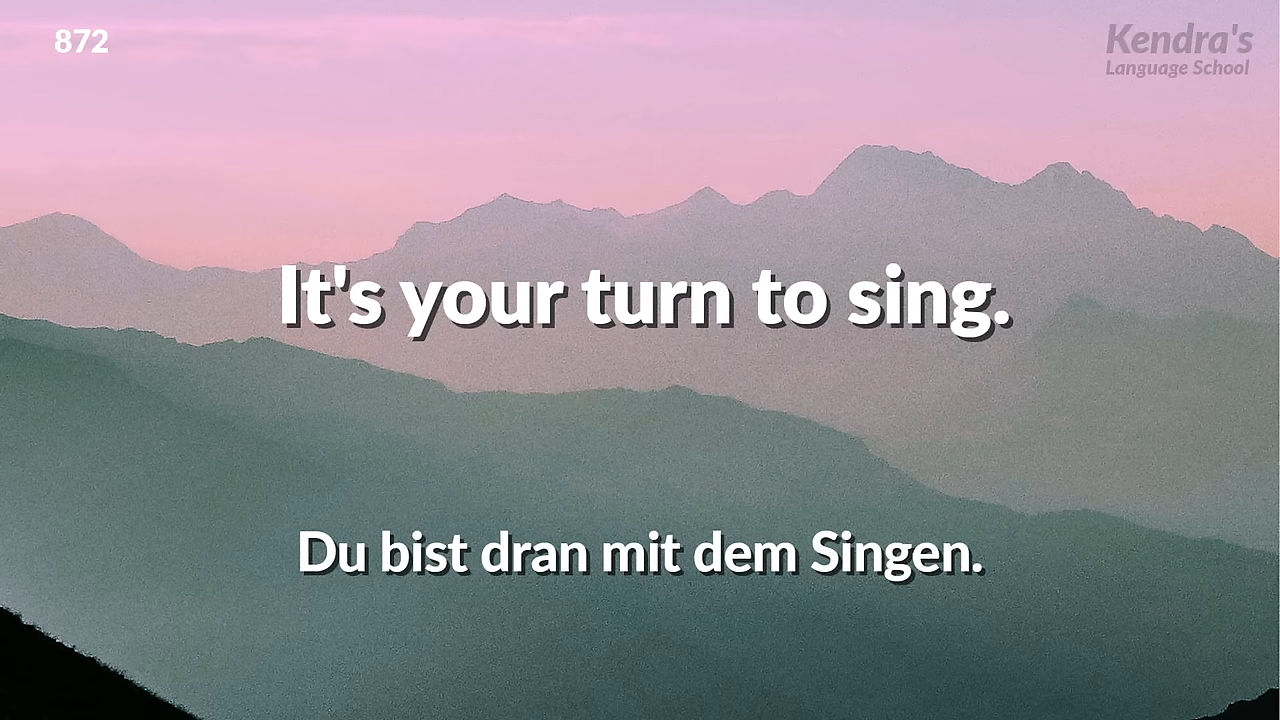 872
Kendra's
Language School
It's your turn to sing.
Du bist dran mit dem Singen.